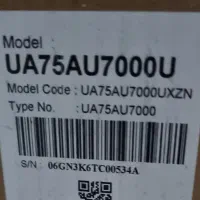 Model
UA75AU7000U
Model Code : UA75AU7000UXZN
Type No. : UA75AU7000
S/N : 06GN3K6TC00534A